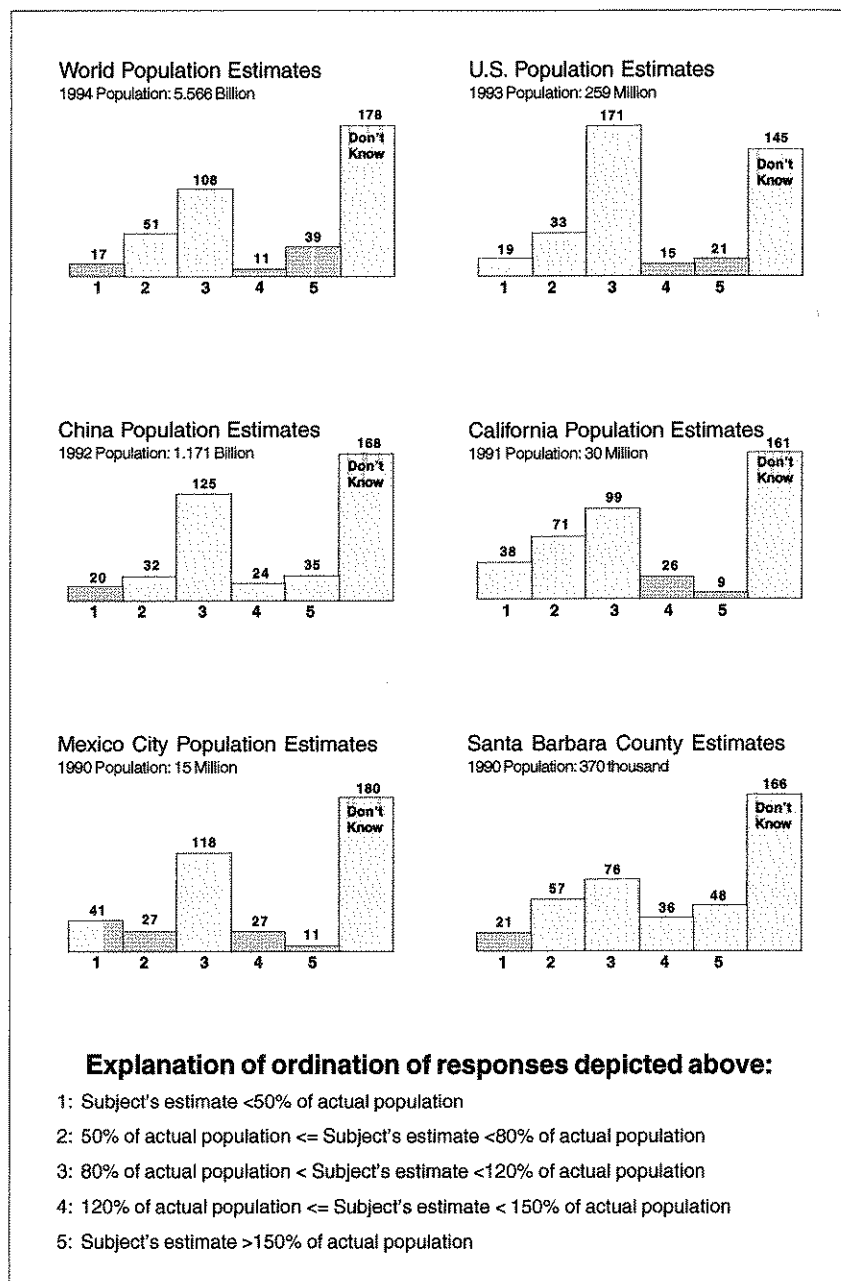 World Population Estimates
1994 Population: 5.566 Billion
178
Don't
Know
108
51
39
17
11
1 2 3 4 5
U.S. Population Estimates
1993 Population: 259 Million
171
145
Don't
Know
33
19
15
21
1 2 3 4 5
China Population Estimates
1992 Population: 1.171 Billion
168
Don't
Know
125
32
35
24
20
1 2 3 4 5
California Population Estimates
1991 Population: 30 Million
161
Don't
Know
99
71
38
26
9
1 2 3 4 5
Mexico City Population Estimates
1990 Population: 15 Million
180
Don't
Know
118
41
27
27
11
1 2 3 4 5
Santa Barbara County Estimates
1990 Population: 370 thousand
166
Don't
Know
76
57
48
36
21
1 2 3 4 5
Explanation of ordination of responses depicted above:
1: Subject's estimate <50% of actual population
2: 50% of actual population <= Subject's estimate <80% of actual population
3: 80% of actual population < Subject's estimate <120% of actual population
4: 120% of actual population <= Subject's estimate < 150% of actual population
5: Subject's estimate >150% of actual population